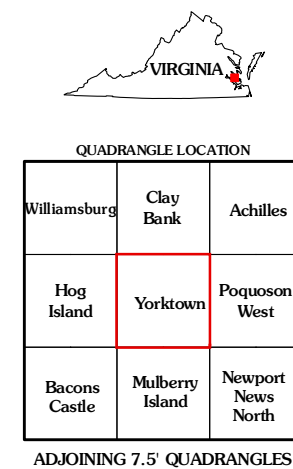 VIRGINIA
QUADRANGLE LOCATION
Williamsburg
Clay
Bank
Achilles
Hog
Island
Yorktown
Poquoson
West
Bacons
Castle
Mulberry
Island
Newport
News
North
ADJOINING 7.5' QUADRANGLES